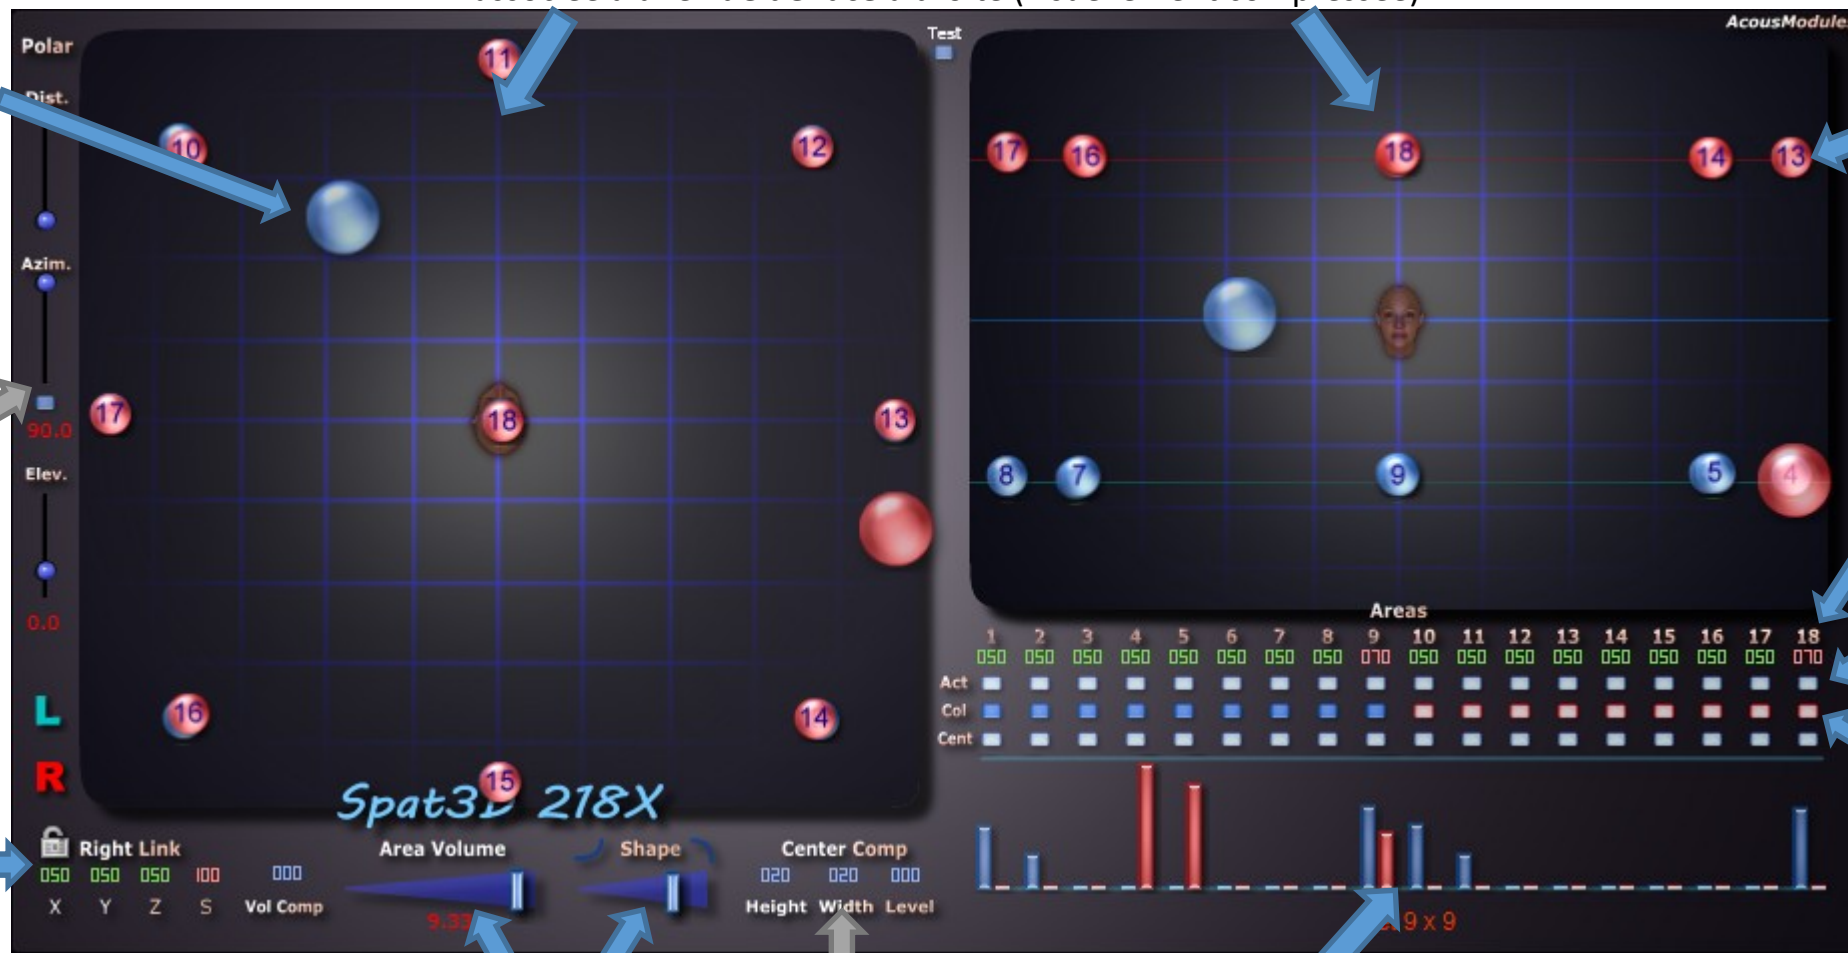 AcousModules
Polar
Test
Dist.
11
10
12
17
16
18
14
13
Azim.
90.0
17
18
13
Elev.
8
7
9
5
4
0.0
Areas
1 2 3 4 5 6 7 8 9 10 11 12 13 14 15 16 17 18
050 050 050 050 050 050 050 050 070 050 050 050 050 050 050 050 050 070
Act
Col
Cent
L
16
14
R
15
Spat3D 218X
Right Link
Area Volume
Shape
Center Comp
050 050 050 100 000
020 020 000
X Y Z S Vol Comp
Height Width Level
9.33
9 x 9